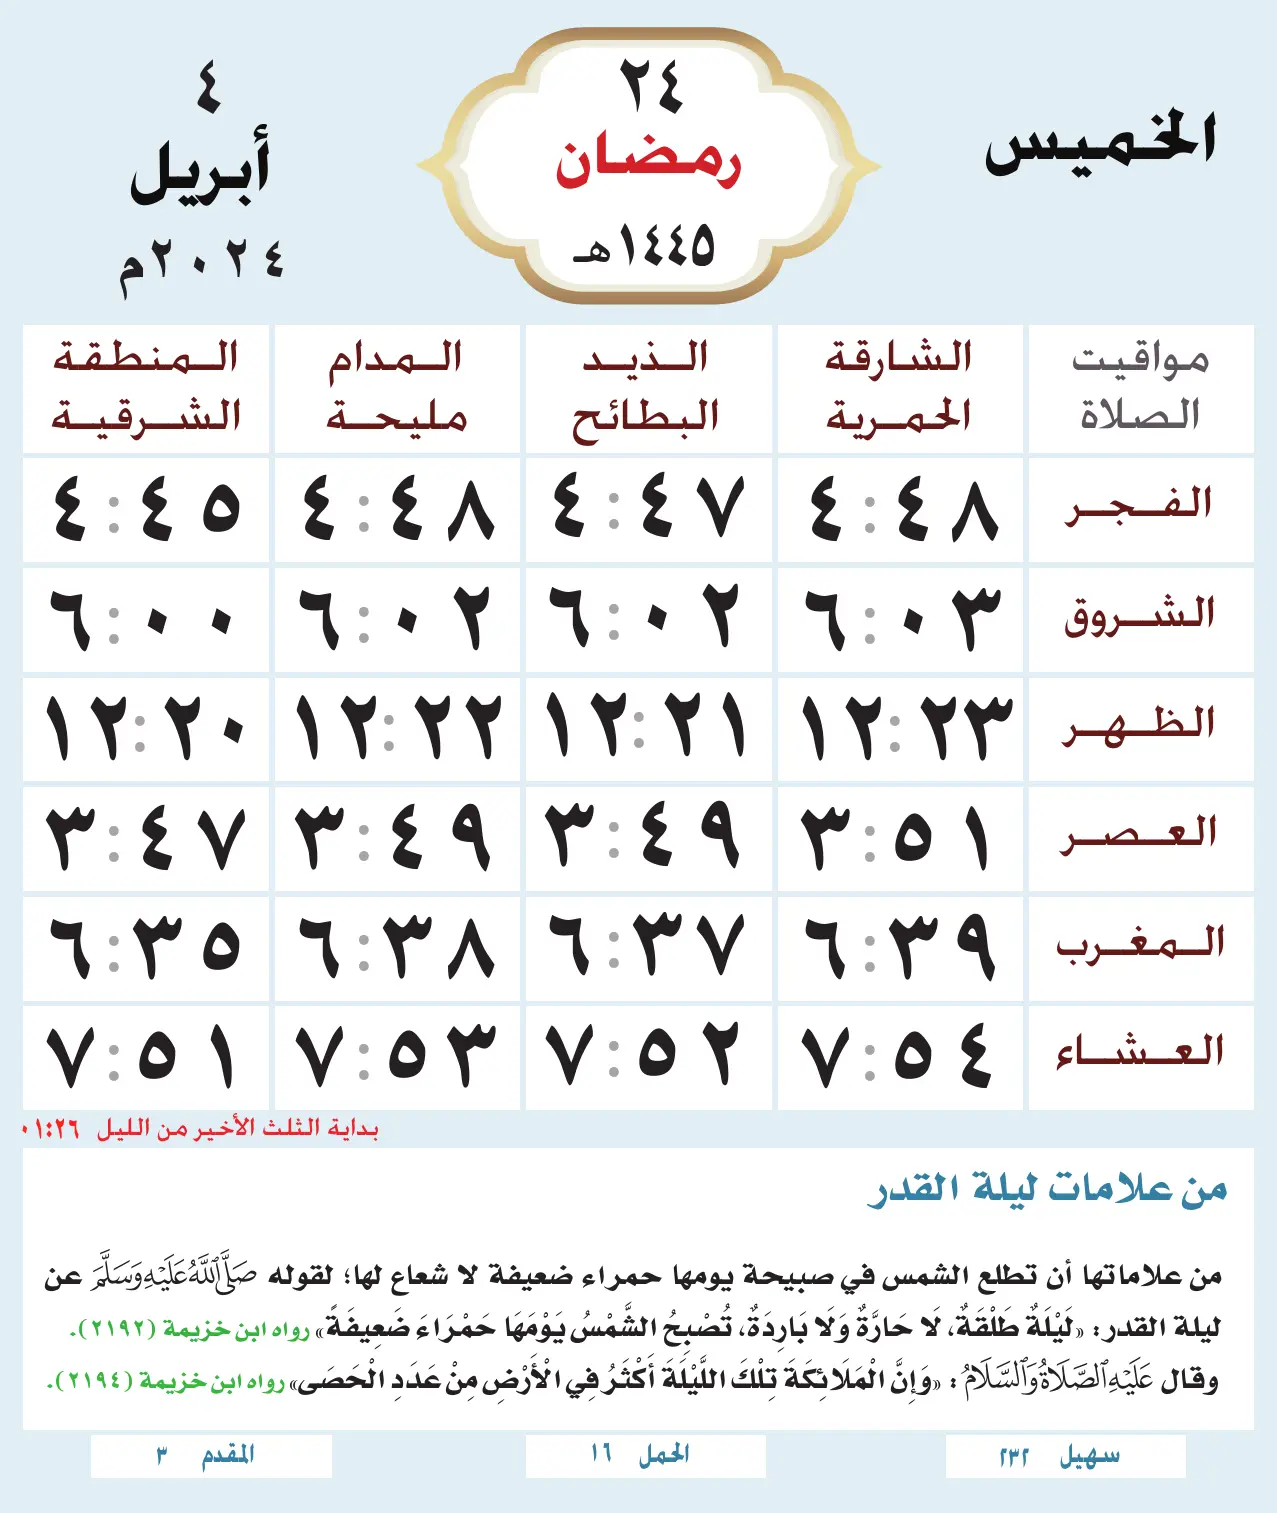 الخميس
٢٤
رمضان
١٤٤٥هـ
٤
أبريل
٢٠٢٤م
مواقيت الصلاة	الشارقة الحمرية	الذيد البطائح	المدام مليحة	المنطقة الشرقية
الفجر	٤:٤٨	٤:٤٧	٤:٤٨	٤:٤٥
الشروق	٦:٠٣	٦:٠٢	٦:٠٢	٦:٠٠
الظهر	١٢:٢٣	١٢:٢١	١٢:٢٢	١٢:٢٠
العصر	٣:٥١	٣:٤٩	٣:٤٩	٣:٤٧
المغرب	٦:٣٩	٦:٣٧	٦:٣٨	٦:٣٥
العشاء	٧:٥٤	٧:٥٢	٧:٥٣	٧:٥١
بداية الثلث الأخير من الليل ٠١:٢٦
من علامات ليلة القدر
من علاماتها أن تطلع الشمس في صبيحة يومها حمراء ضعيفة لا شعاع لها؛ لقوله صَلَّى اللَّهُ عَلَيْهِ وَسَلَّمَ عن
ليلة القدر: «لَيْلَةٌ طَلْقَةٌ، لَا حَارَّةٌ وَلَا بَارِدَةٌ، تُصْبِحُ الشَّمْسُ يَوْمَهَا حَمْرَاءَ ضَعِيفَةً» رواه ابن خزيمة (٢١٩٢).
وقال عَلَيْهِ الصَّلَاةُ وَالسَّلَامُ: «وَإِنَّ الْمَلَائِكَةَ تِلْكَ اللَّيْلَةَ أَكْثَرُ فِي الْأَرْضِ مِنْ عَدَدِ الْحَصَى» رواه ابن خزيمة (٢١٩٤).
سهيل ٢٣٢	الحمل ١٦	المقدم ٣